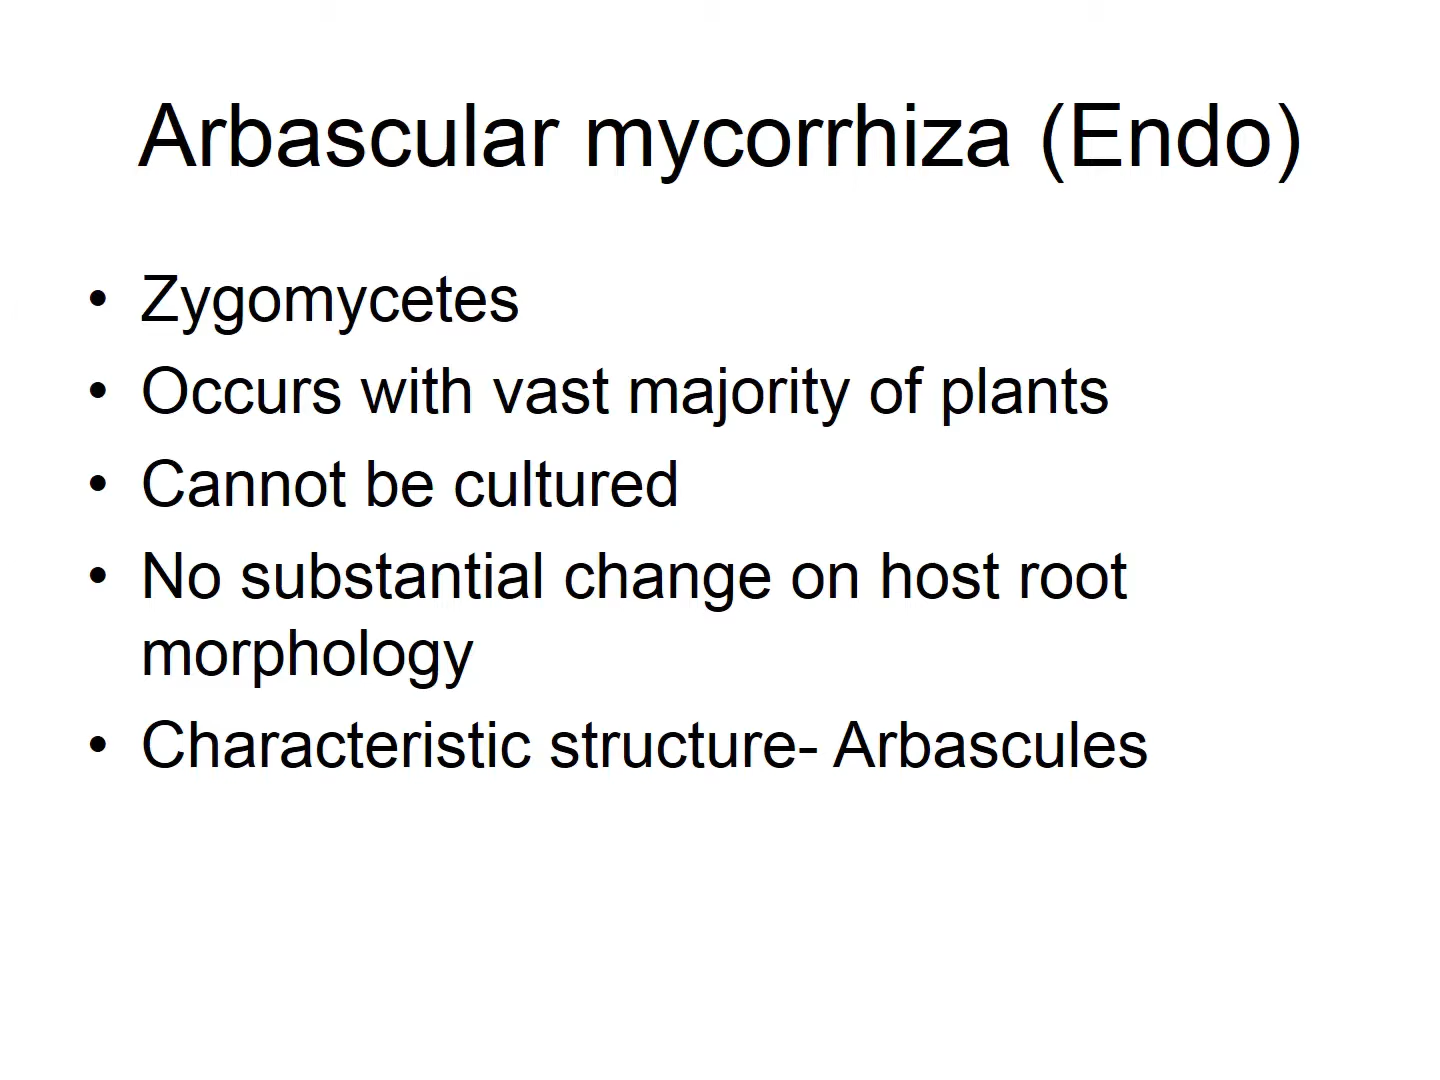 Arbascular mycorrhiza (Endo)
• Zygomycetes
• Occurs with vast majority of plants
• Cannot be cultured
• No substantial change on host root
morphology
• Characteristic structure- Arbascules